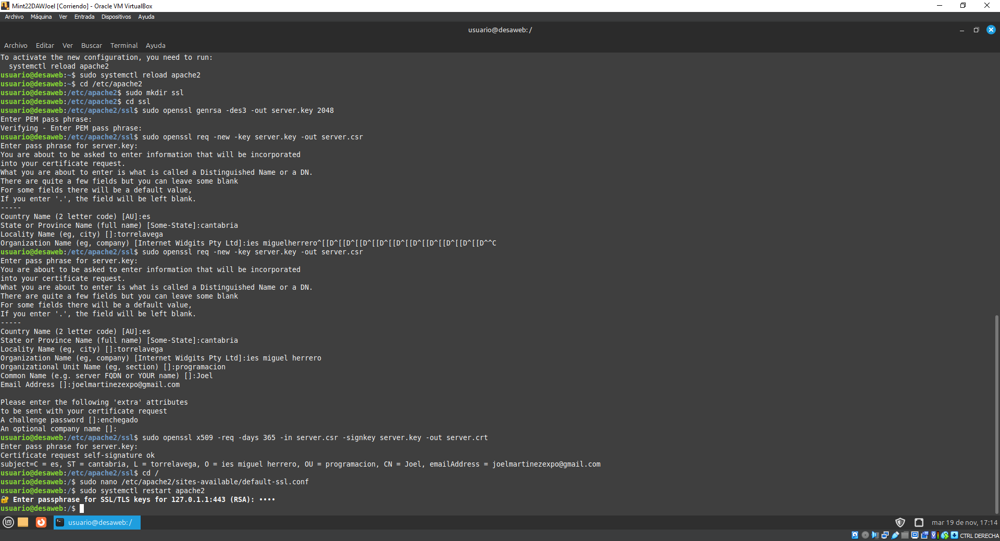 Mint22DAWJoel [Corriendo] - Oracle VM VirtualBox
Archivo Máquina Ver Entrada Dispositivos Ayuda
usuario@desaweb: /
Archivo Editar Ver Buscar Terminal Ayuda
To activate the new configuration, you need to run:
  systemctl reload apache2
usuario@desaweb:~$ sudo systemctl reload apache2
usuario@desaweb:~$ cd /etc/apache2
usuario@desaweb:/etc/apache2$ sudo mkdir ssl
usuario@desaweb:/etc/apache2$ cd ssl
usuario@desaweb:/etc/apache2/ssl$ sudo openssl genrsa -des3 -out server.key 2048
Enter PEM pass phrase:
Verifying - Enter PEM pass phrase:
usuario@desaweb:/etc/apache2/ssl$ sudo openssl req -new -key server.key -out server.csr
Enter pass phrase for server.key:
You are about to be asked to enter information that will be incorporated
into your certificate request.
What you are about to enter is what is called a Distinguished Name or a DN.
There are quite a few fields but you can leave some blank
For some fields there will be a default value,
If you enter '.', the field will be left blank.
-----
Country Name (2 letter code) [AU]:es
State or Province Name (full name) [Some-State]:cantabria
Locality Name (eg, city) []:torrelavega
Organization Name (eg, company) [Internet Widgits Pty Ltd]:ies miguelherrero^[[D^[[D^[[D^[[D^[[D^[[D^[[D^[[D^[[D^[[D^^C
usuario@desaweb:/etc/apache2/ssl$ sudo openssl req -new -key server.key -out server.csr
Enter pass phrase for server.key:
You are about to be asked to enter information that will be incorporated
into your certificate request.
What you are about to enter is what is called a Distinguished Name or a DN.
There are quite a few fields but you can leave some blank
For some fields there will be a default value,
If you enter '.', the field will be left blank.
-----
Country Name (2 letter code) [AU]:es
State or Province Name (full name) [Some-State]:cantabria
Locality Name (eg, city) []:torrelavega
Organization Name (eg, company) [Internet Widgits Pty Ltd]:ies miguel herrero
Organizational Unit Name (eg, section) []:programacion
Common Name (e.g. server FQDN or YOUR name) []:Joel
Email Address []:joelmartinezexpo@gmail.com

Please enter the following 'extra' attributes
to be sent with your certificate request
A challenge password []:enchegado
An optional company name []:
usuario@desaweb:/etc/apache2/ssl$ sudo openssl x509 -req -days 365 -in server.csr -signkey server.key -out server.crt
Enter pass phrase for server.key:
Certificate request self-signature ok
subject=C = es, ST = cantabria, L = torrelavega, O = ies miguel herrero, OU = programacion, CN = Joel, emailAddress = joelmartinezexpo@gmail.com
usuario@desaweb:/etc/apache2/ssl$ cd /
usuario@desaweb:/$ sudo nano /etc/apache2/sites-available/default-ssl.conf
usuario@desaweb:/$ sudo systemctl restart apache2
🔐 Enter passphrase for SSL/TLS keys for 127.0.1.1:443 (RSA): ••••
usuario@desaweb:/$
usuario@desaweb: /
mar 19 de nov, 17:14
CTRL DERECHA